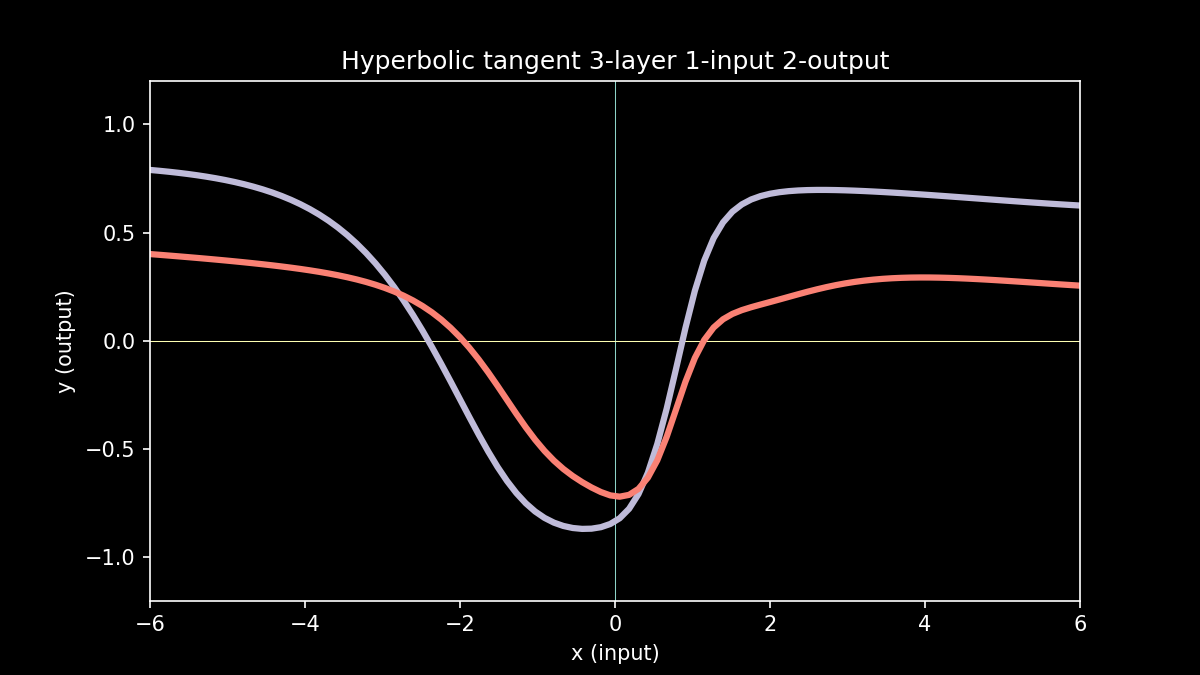 Hyperbolic tangent 3-layer 1-input 2-output
1.0
0.5
0.0
−0.5
−1.0
y (output)
−6 −4 −2 0 2 4 6
x (input)